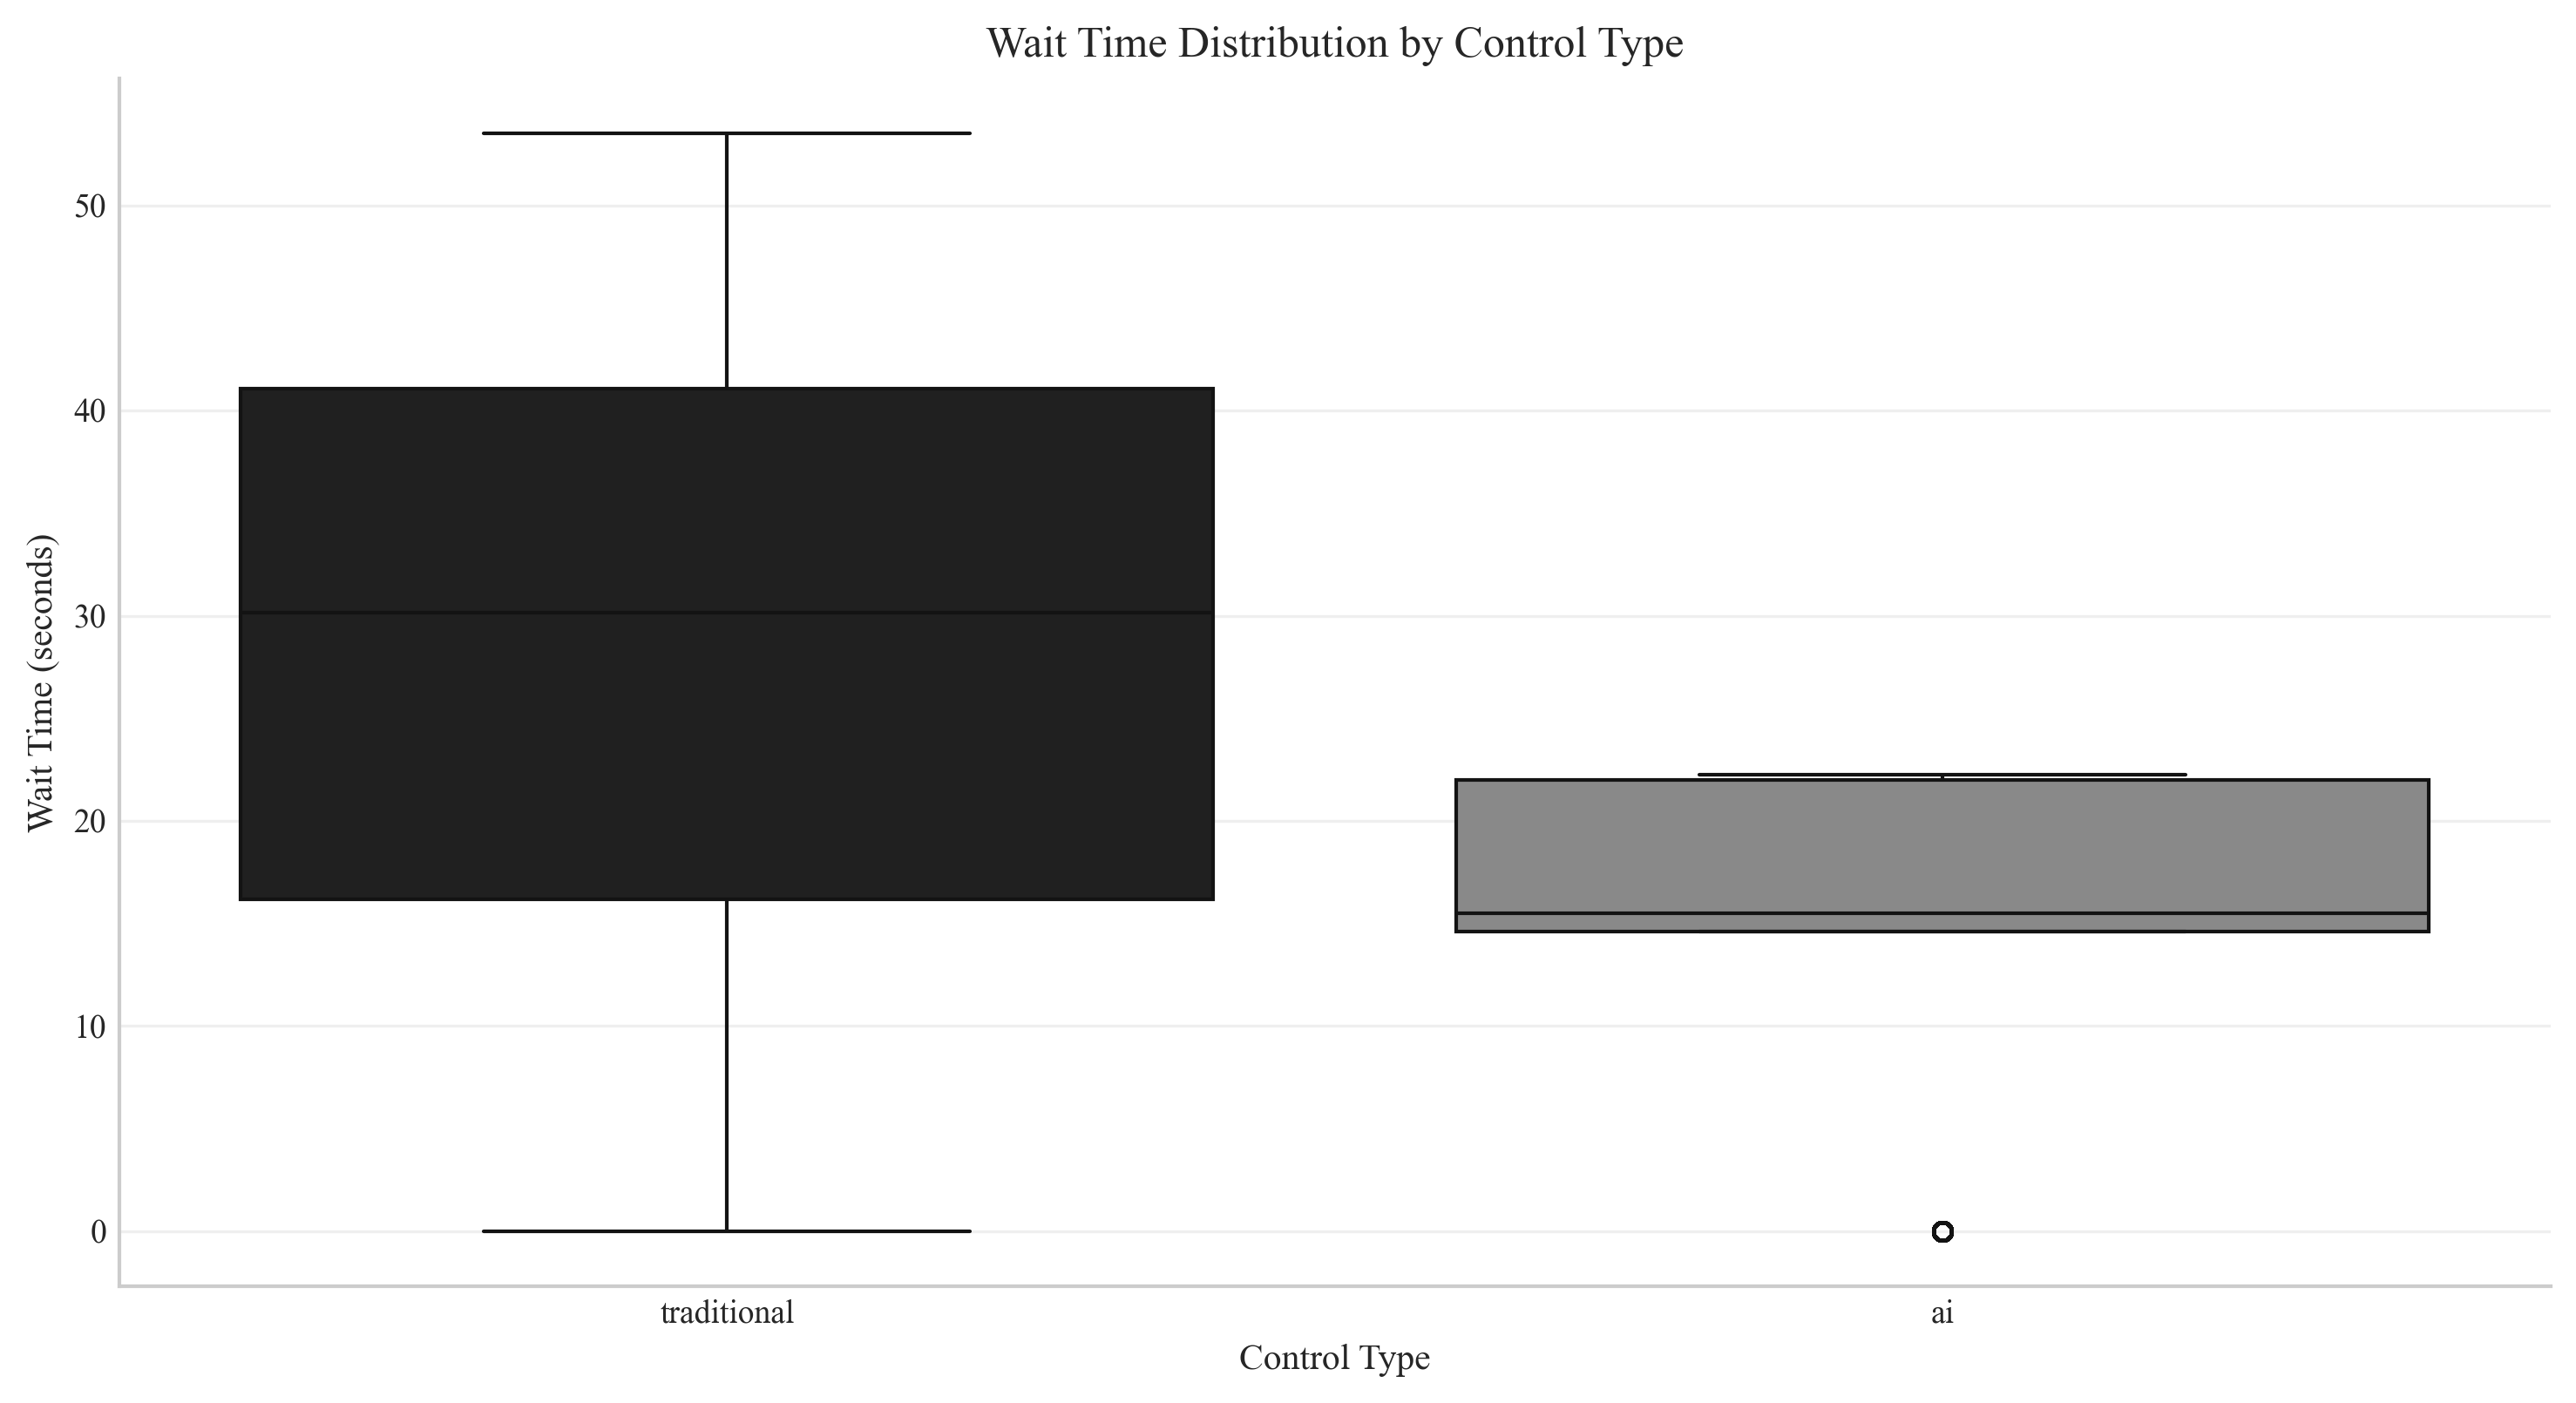 Wait Time Distribution by Control Type
Wait Time (seconds)
50
40
30
20
10
0
traditional
ai
Control Type